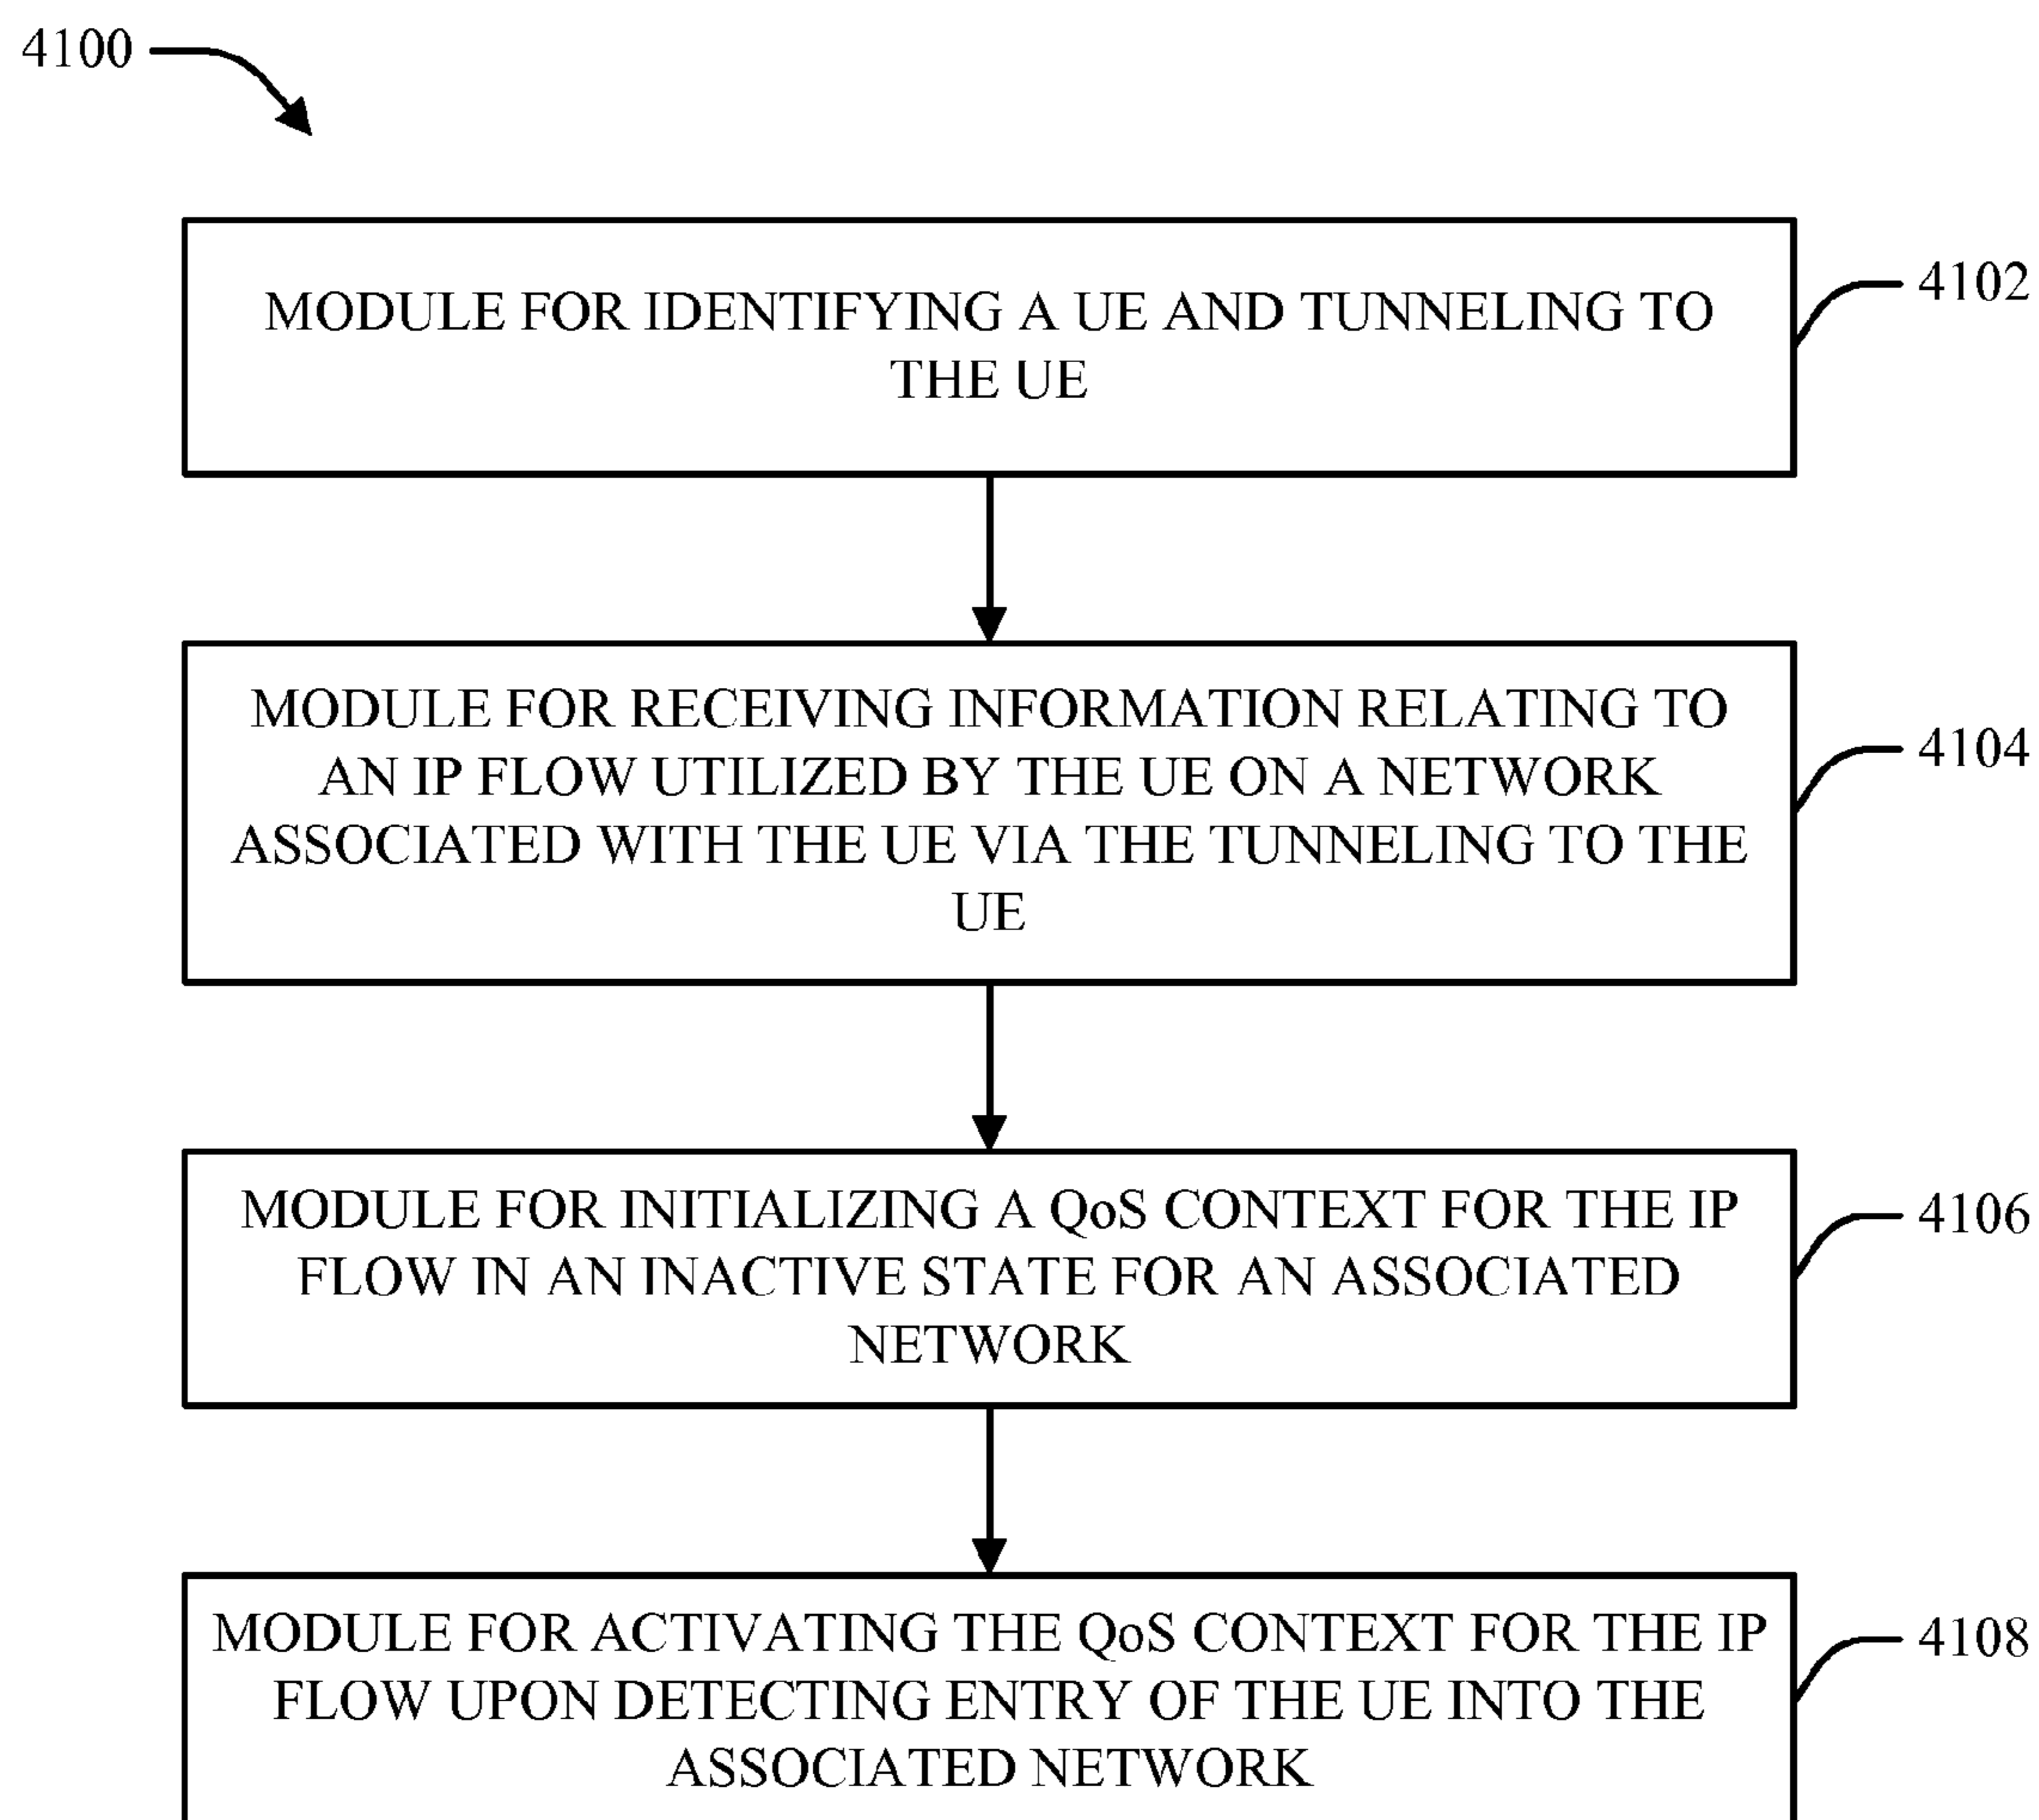 4100
MODULE FOR IDENTIFYING A UE AND TUNNELING TO
THE UE
4102
MODULE FOR RECEIVING INFORMATION RELATING TO
AN IP FLOW UTILIZED BY THE UE ON A NETWORK
ASSOCIATED WITH THE UE VIA THE TUNNELING TO THE
UE
4104
MODULE FOR INITIALIZING A QoS CONTEXT FOR THE IP
FLOW IN AN INACTIVE STATE FOR AN ASSOCIATED
NETWORK
4106
MODULE FOR ACTIVATING THE QoS CONTEXT FOR THE IP
FLOW UPON DETECTING ENTRY OF THE UE INTO THE
ASSOCIATED NETWORK
4108